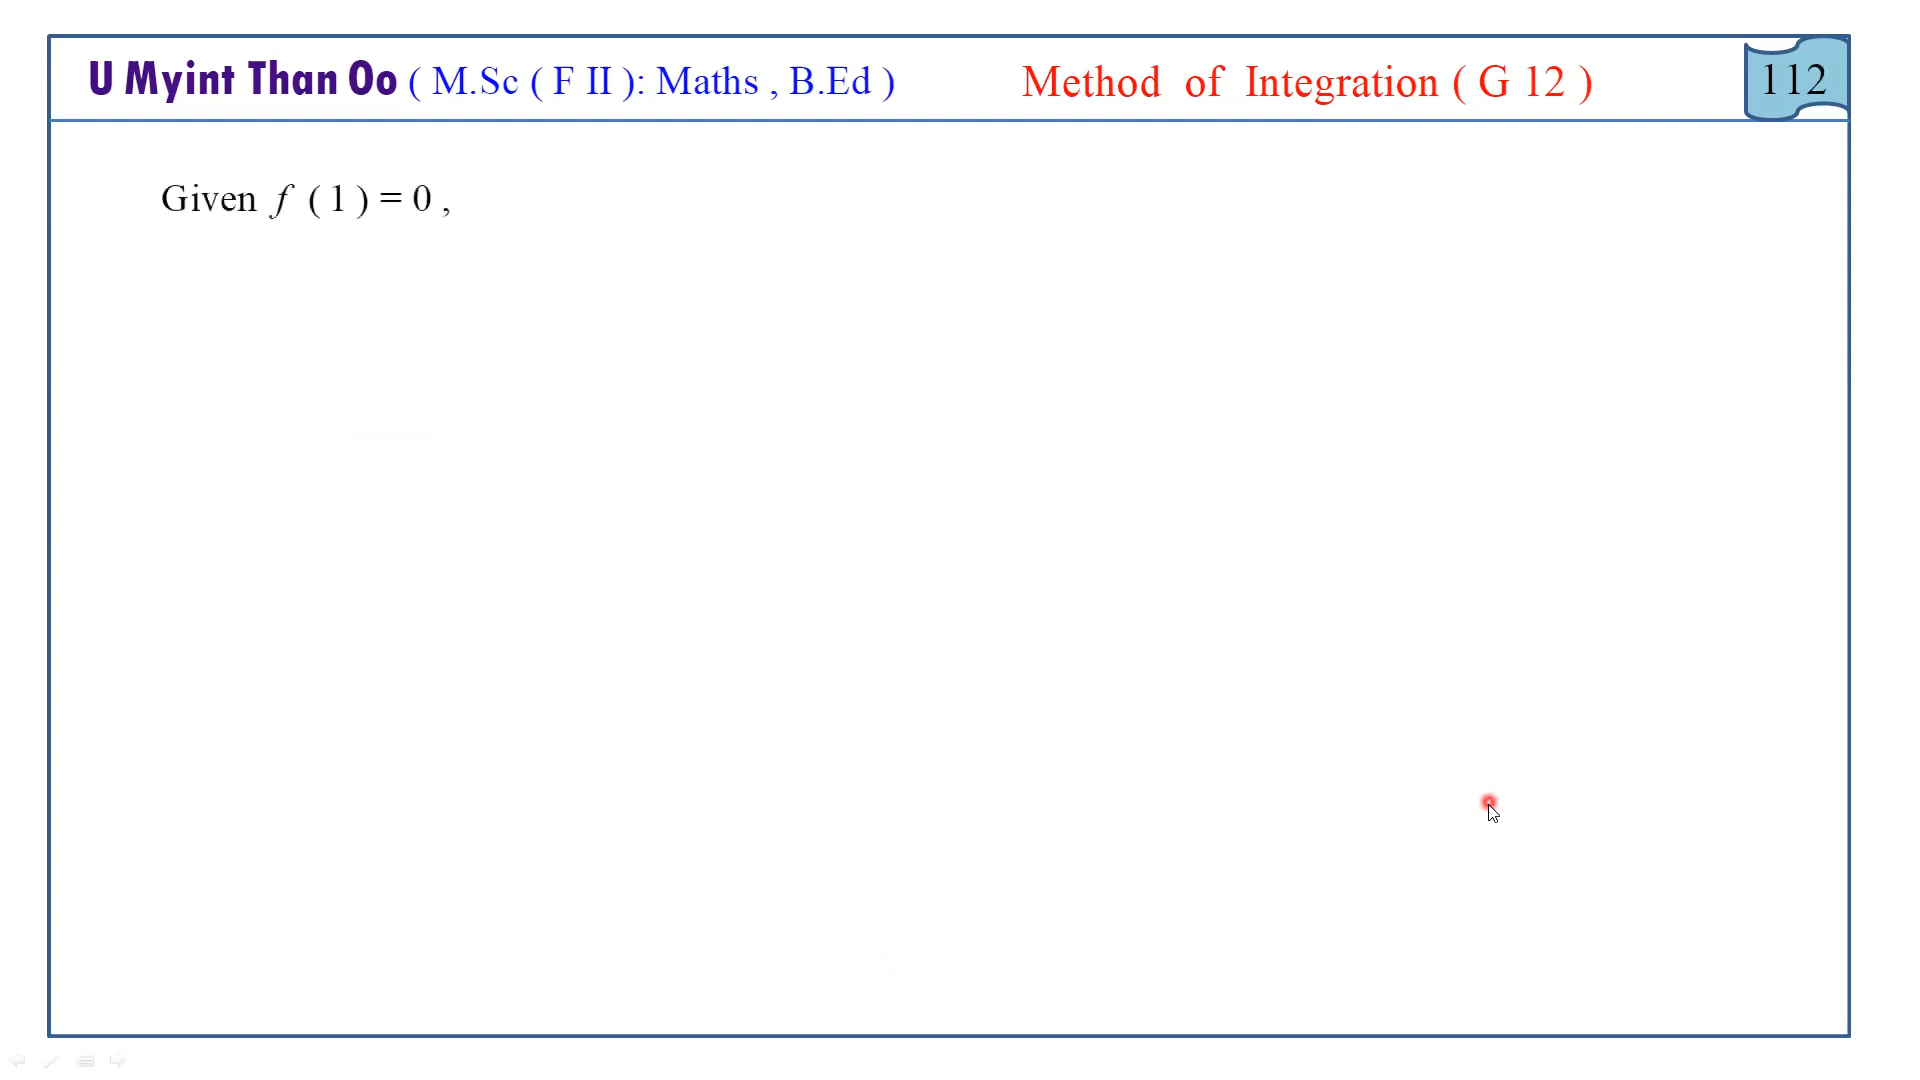 U Myint Than Oo ( M.Sc ( F II ): Maths , B.Ed ) Method of Integration ( G 12 ) 112
Given f ( 1 ) = 0 ,